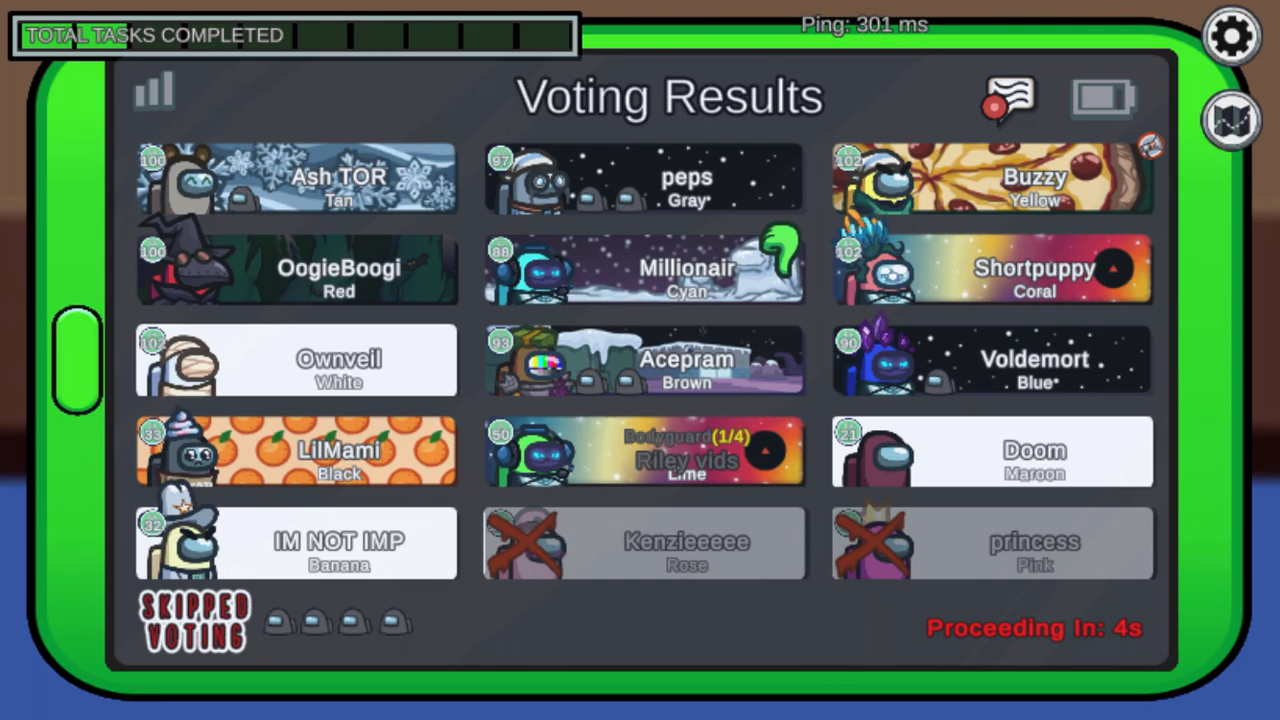 TOTAL TASKS COMPLETED
Ping: 301 ms
Voting Results
100
Ash TOR
Tan
97
peps
Gray*
102
Buzzy
Yellow*
100
OogieBoogi
Red
88
Millionair
Cyan
102
Shortpuppy
Coral
102
Ownveil
White
93
Acepram
Brown
90
Voldemort
Blue*
33
LilMami
Black
50
Bodyguard(1/4)
Riley vids
Lime
21
Doom
Maroon
32
IM NOT IMP
Banana
Kenzieeeee
Rose
princess
Pink
SKIPPED
VOTING
Proceeding In: 4s